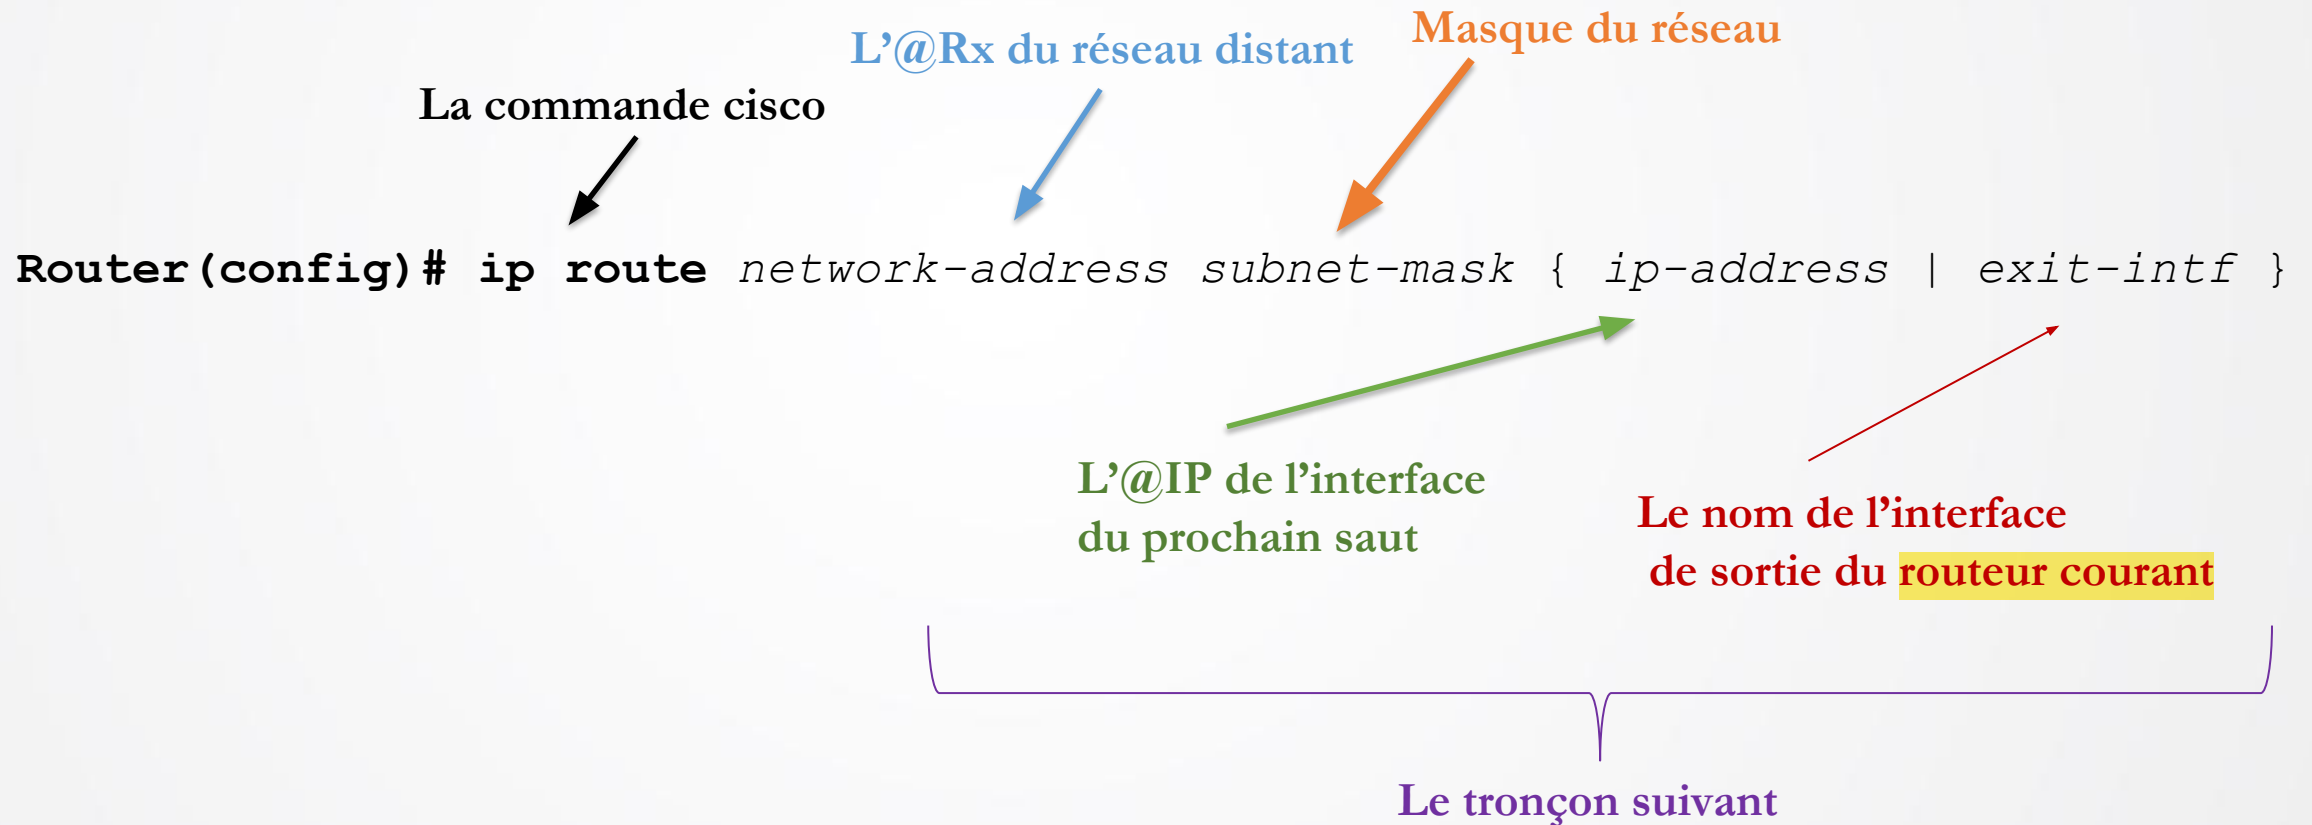 Masque du réseau
L’@Rx du réseau distant
La commande cisco
Router(config)# ip route network-address subnet-mask { ip-address | exit-intf }
L’@IP de l’interface
du prochain saut
Le nom de l’interface
de sortie du routeur courant
Le tronçon suivant